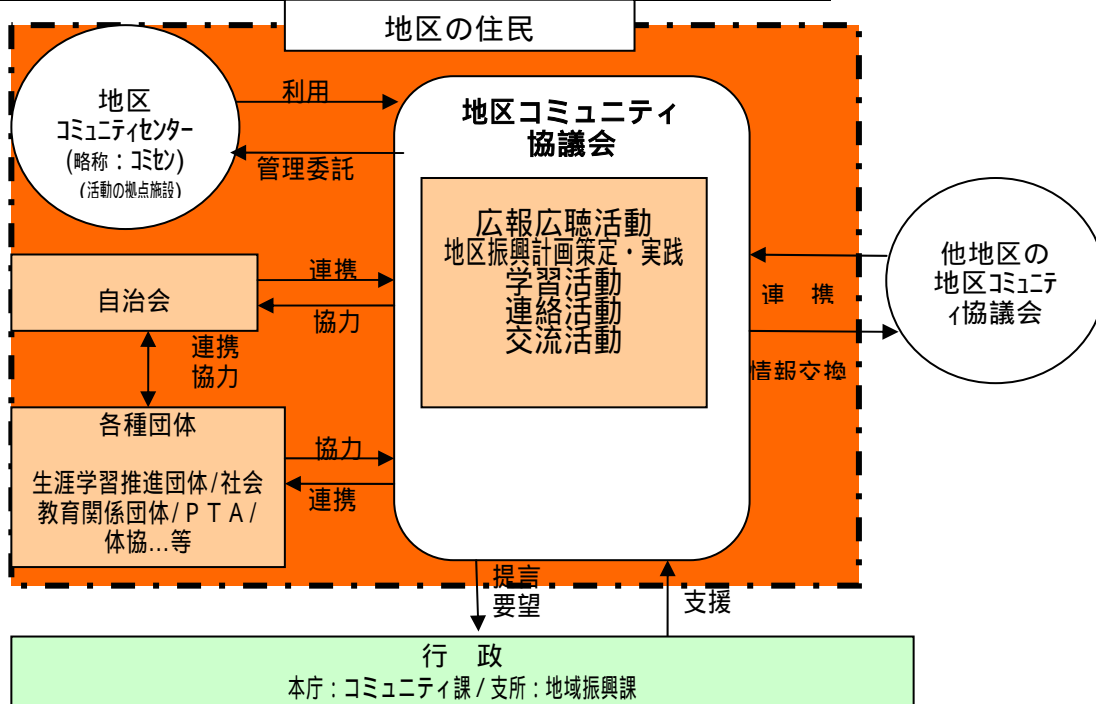 地区の住民
地区
コミュニティセンター
(略称：コミセン)
(活動の拠点施設)
利用
管理委託
地区コミュニティ
協議会
広報広聴活動
地区振興計画策定・実践
学習活動
連絡活動
交流活動
自治会
連携
協力
連携
協力
各種団体
生涯学習推進団体/社会
教育関係団体/ＰＴＡ/
体協…等
協力
連携
連　携
情報交換
他地区の
地区コミュニテ
ィ協議会
提言
要望
支援
行　政
本庁：コミュニティ課 / 支所：地域振興課